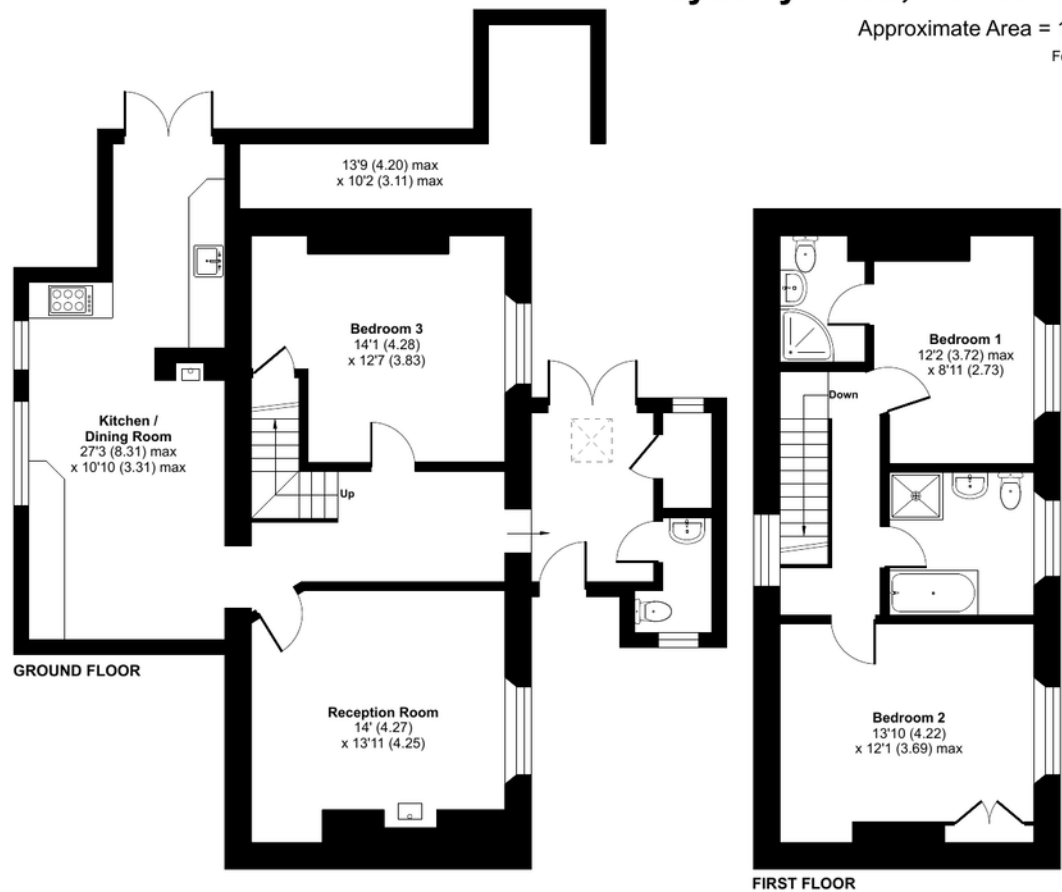 Approximate Area = 1
13'9 (4.20) max
x 10'2 (3.11) max
Bedroom 3
14'1 (4.28)
x 12'7 (3.83)
Kitchen /
Dining Room
27'3 (8.31) max
x 10'10 (3.31) max
Up
Reception Room
14' (4.27)
x 13'11 (4.25)
GROUND FLOOR
Bedroom 1
12'2 (3.72) max
x 8'11 (2.73)
Down
Bedroom 2
13'10 (4.22)
x 12'1 (3.69) max
FIRST FLOOR